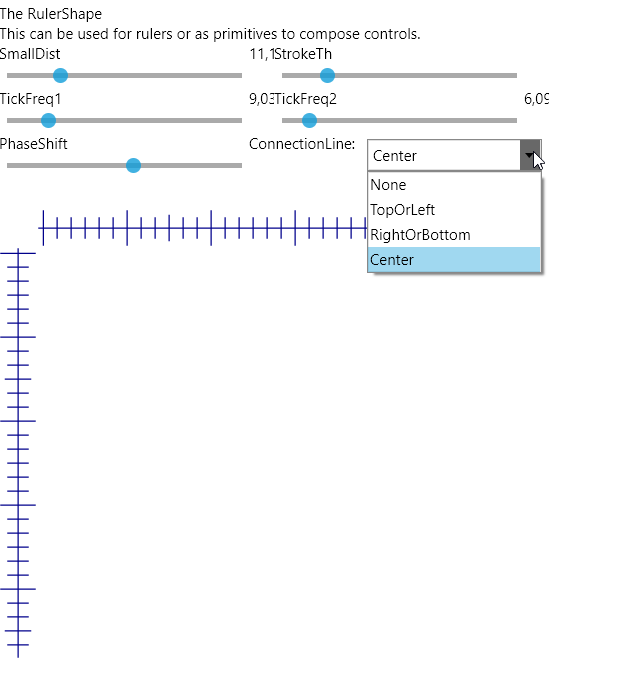 The RulerShape
This can be used for rulers or as primitives to compose controls.
SmallDist 11,1 StrokeTh
TickFreq1 9,03 TickFreq2 6,09
PhaseShift ConnectionLine: Center
None
TopOrLeft
RightOrBottom
Center